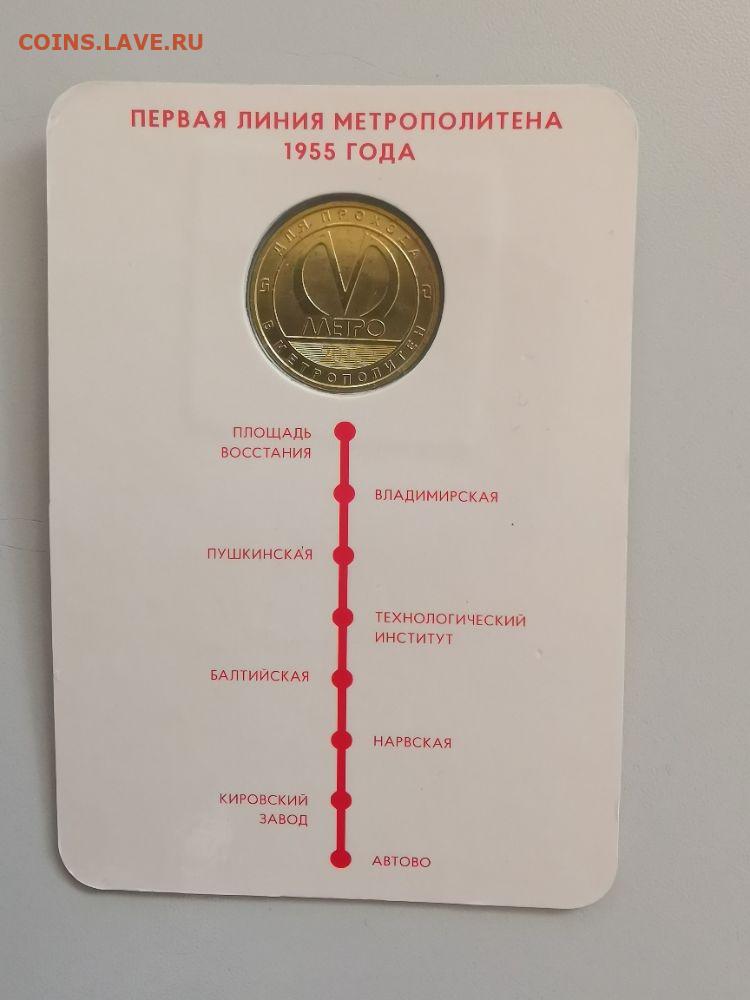 COINS.LAVE.RU
ПЕРВАЯ ЛИНИЯ МЕТРОПОЛИТЕНА
1955 ГОДА
ДЛЯ ПРОХОДА
МЕТРО
В МЕТРОПОЛИТЕН
ПЛОЩАДЬ
ВОССТАНИЯ
ВЛАДИМИРСКАЯ
ПУШКИНСКАЯ
ТЕХНОЛОГИЧЕСКИЙ
ИНСТИТУТ
БАЛТИЙСКАЯ
НАРВСКАЯ
КИРОВСКИЙ
ЗАВОД
АВТОВО